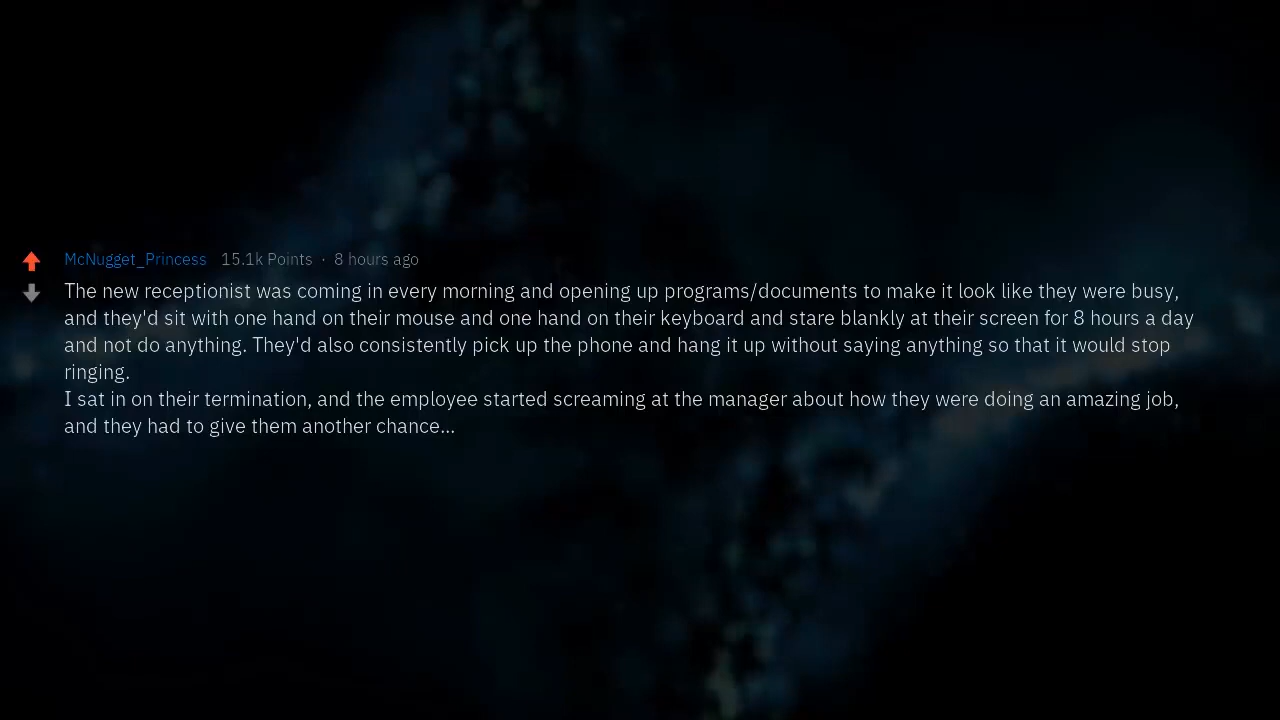 McNugget_Princess 15.1k Points · 8 hours ago
The new receptionist was coming in every morning and opening up programs/documents to make it look like they were busy,
and they'd sit with one hand on their mouse and one hand on their keyboard and stare blankly at their screen for 8 hours a day
and not do anything. They'd also consistently pick up the phone and hang it up without saying anything so that it would stop
ringing.
I sat in on their termination, and the employee started screaming at the manager about how they were doing an amazing job,
and they had to give them another chance...